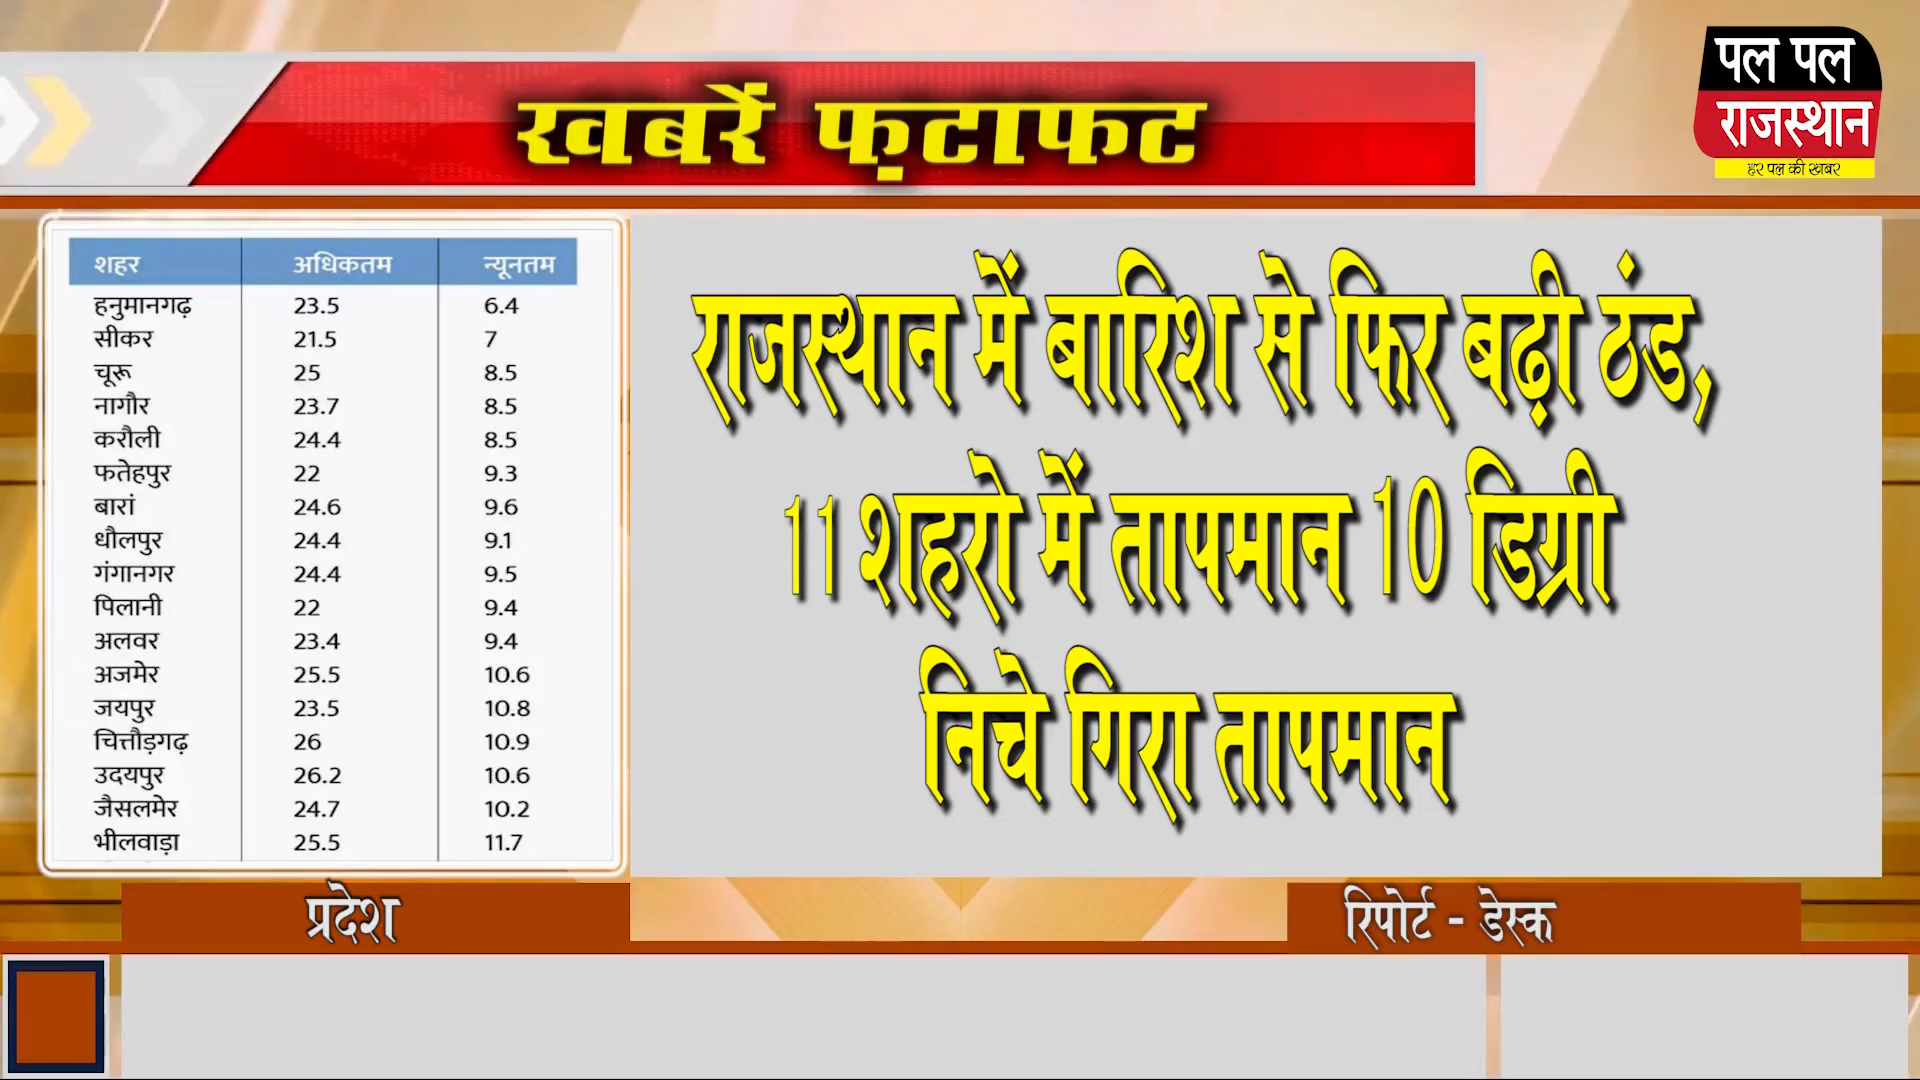 पल पल
राजस्थान
हर पल की खबर
खबरें फ़टाफट
शहर अधिकतम न्यूनतम
हनुमानगढ़ 23.5 6.4
सीकर 21.5 7
चूरू 25 8.5
नागौर 23.7 8.5
करौली 24.4 8.5
फतेहपुर 22 9.3
बारां 24.6 9.6
धौलपुर 24.4 9.1
गंगानगर 24.4 9.5
पिलानी 22 9.4
अलवर 23.4 9.4
अजमेर 25.5 10.6
जयपुर 23.5 10.8
चित्तौड़गढ़ 26 10.9
उदयपुर 26.2 10.6
जैसलमेर 24.7 10.2
भीलवाड़ा 25.5 11.7
राजस्थान में बारिश से फिर बढ़ी ठंड,
11 शहरो में तापमान 10 डिग्री
निचे गिरा तापमान
प्रदेश
रिपोर्ट - डेस्क